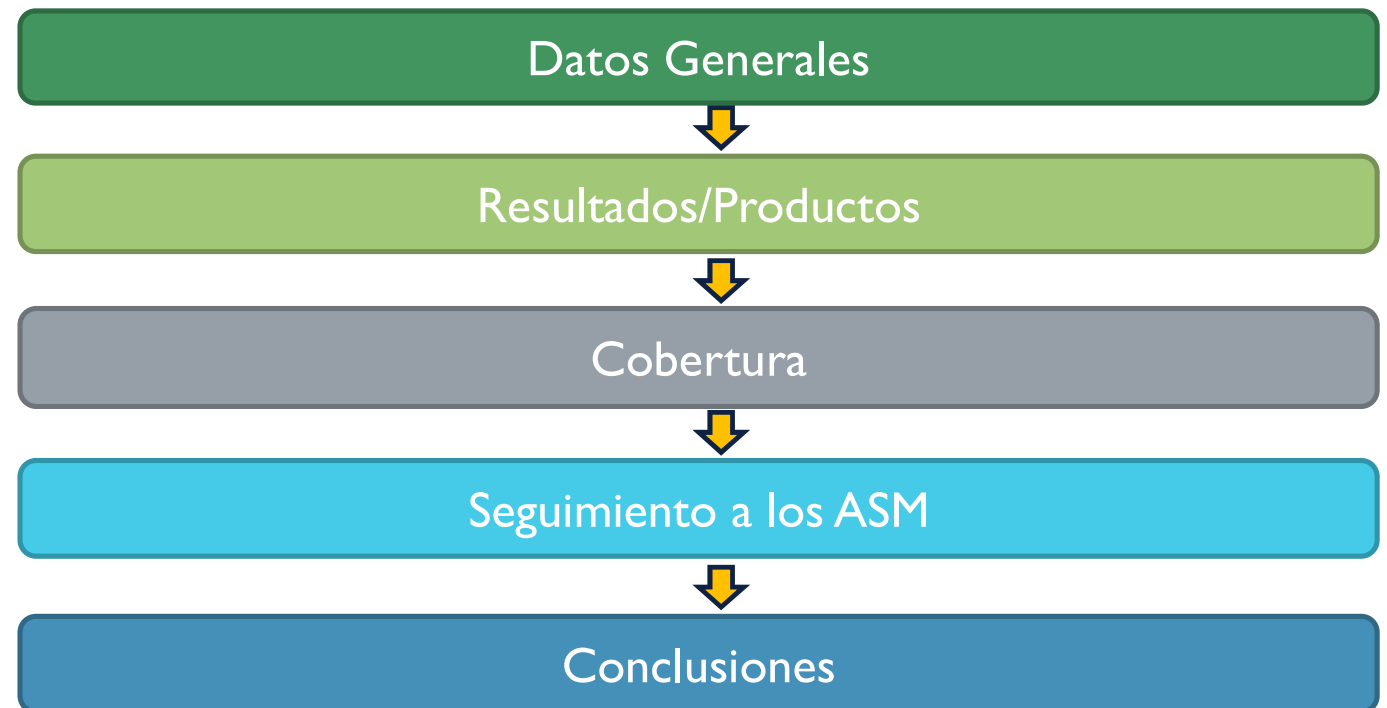 Datos Generales
Resultados/Productos
Cobertura
Seguimiento a los ASM
Conclusiones